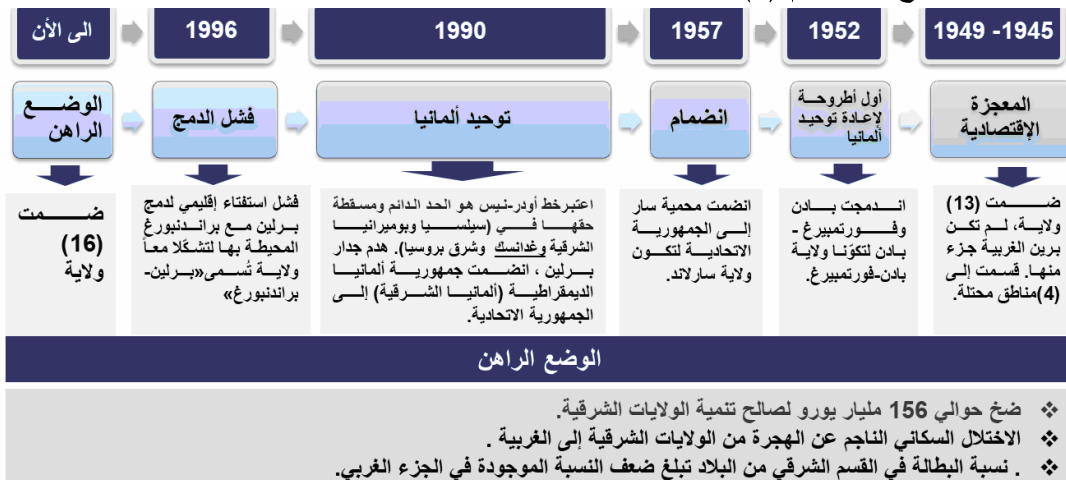 1945- 1949
1952
1957
1990
1996
الى الأن
المعجزة
الإقتصادية
أول أطروحة
لإعادة توحيد
ألمانيا
انضمام
توحيد ألمانيا
فشل الدمج
الوضع
الراهن
ضمت (13)
ولاية، لم تكن
برين الغربية جزء
منها. قسمت إلى
(4)مناطق محتلة.
اندمجت بادن
وفورتمبيرغ -
بادن لتكوّنا ولاية
بادن-فورتمبيرغ.
انضمت محمية سار
إلى الجمهورية
الاتحادية لتكون
ولاية سارلاند.
اعتبرخط أودر-نيس هو الحد الدائم ومسقطة
حقها في (سيلسيا وبوميرانيا
الشرقية وغدانسك وشرق بروسيا). هدم جدار
برلين ، انضمت جمهورية ألمانيا
الديمقراطية (ألمانيا الشرقية) إلى
الجمهورية الاتحادية.
فشل استفتاء إقليمي لدمج
برلين مع براندنبورغ
المحيطة بها لتشكّلا معاً
ولاية تُسمى«برلين-
براندنبورغ»
ضمت
(16)
ولاية
الوضع الراهن
❖ ضخ حوالي 156 مليار يورو لصالح تنمية الولايات الشرقية.
❖ الاختلال السكاني الناجم عن الهجرة من الولايات الشرقية إلى الغربية .
❖ . نسبة البطالة في القسم الشرقي من البلاد تبلغ ضعف النسبة الموجودة في الجزء الغربي.